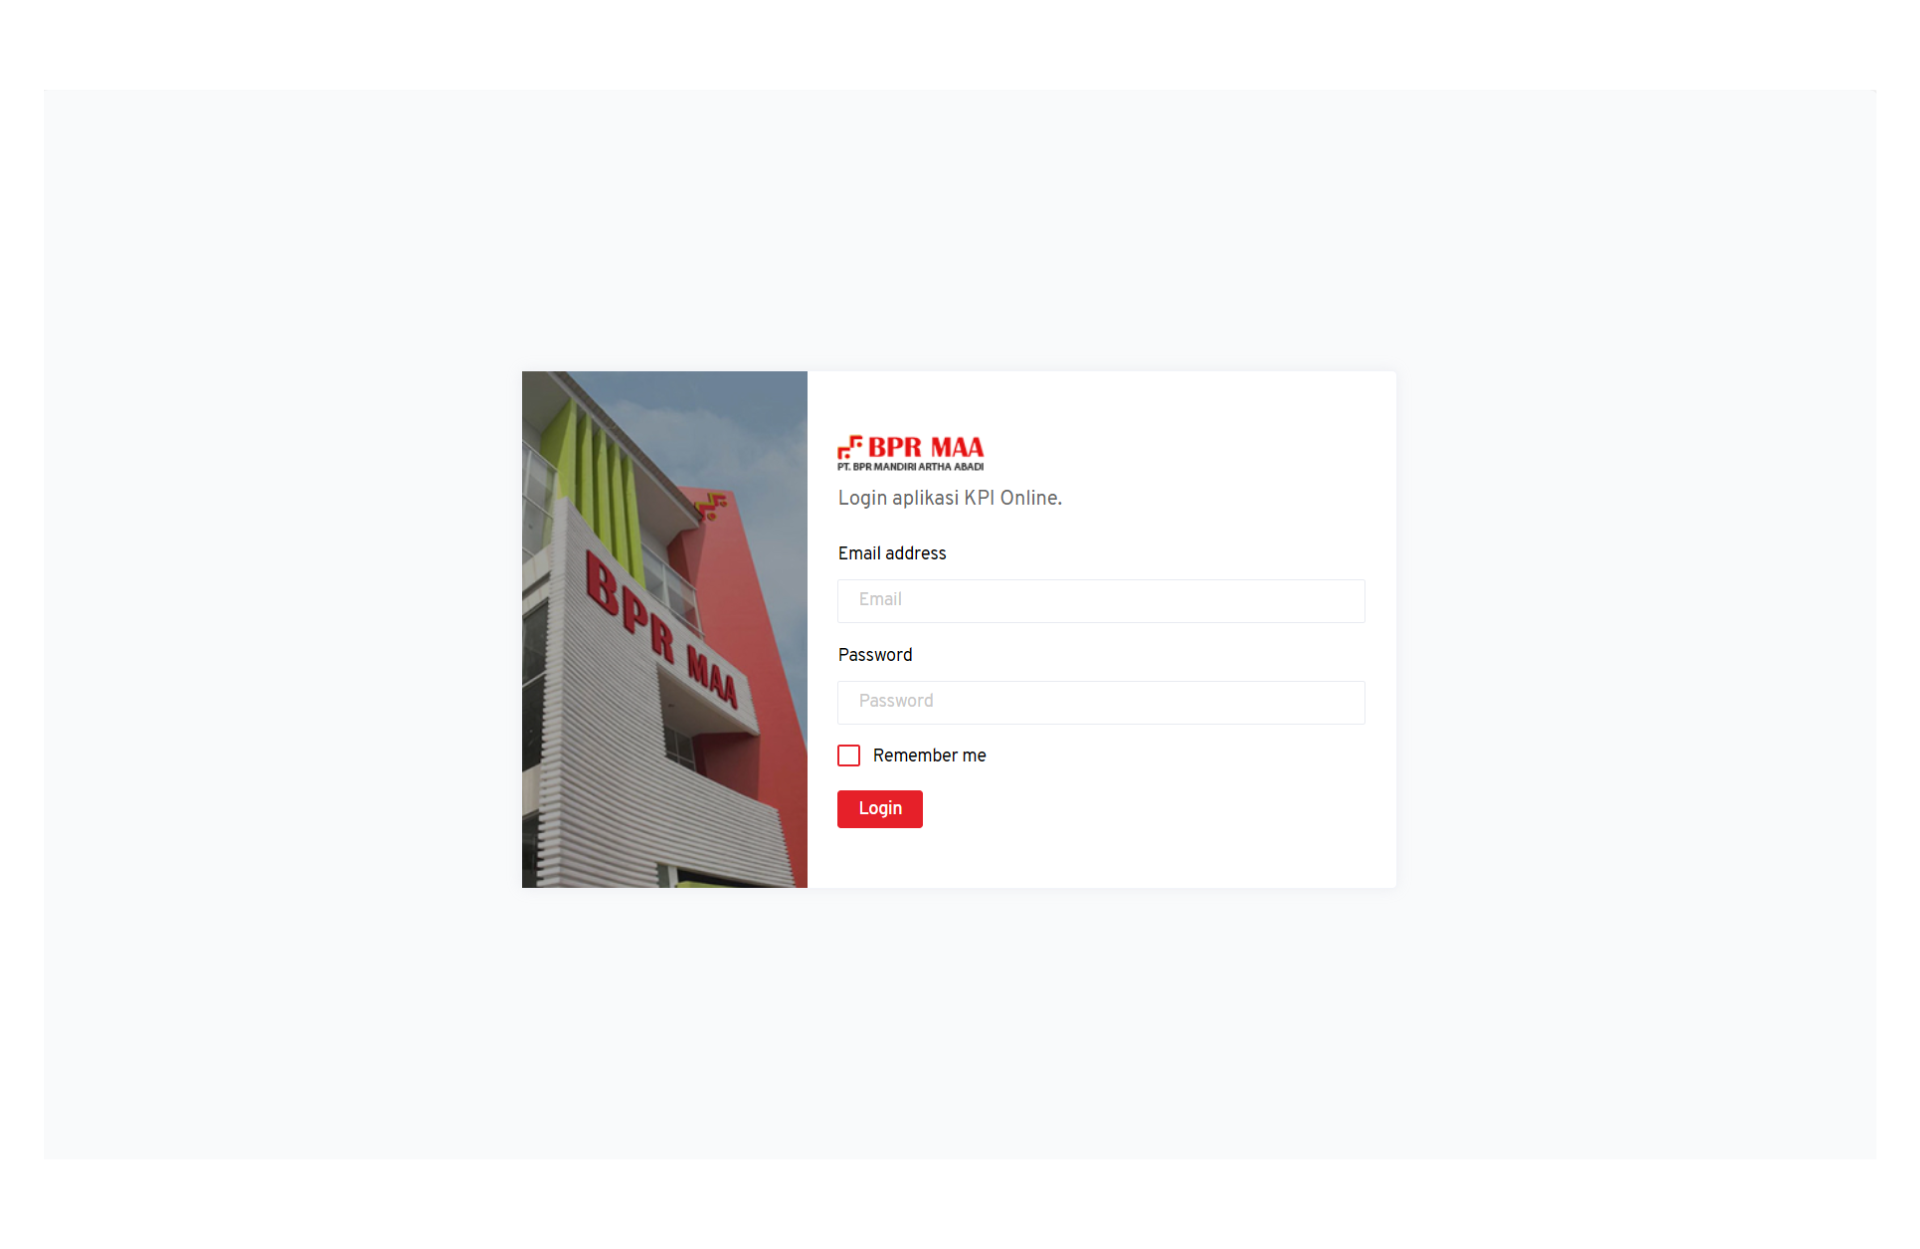 BPR MAA
BPR MAA
PT. BPR MANDIRI ARTHA ABADI
Login aplikasi KPI Online.
Email address
Email
Password
Password
Remember me
Login